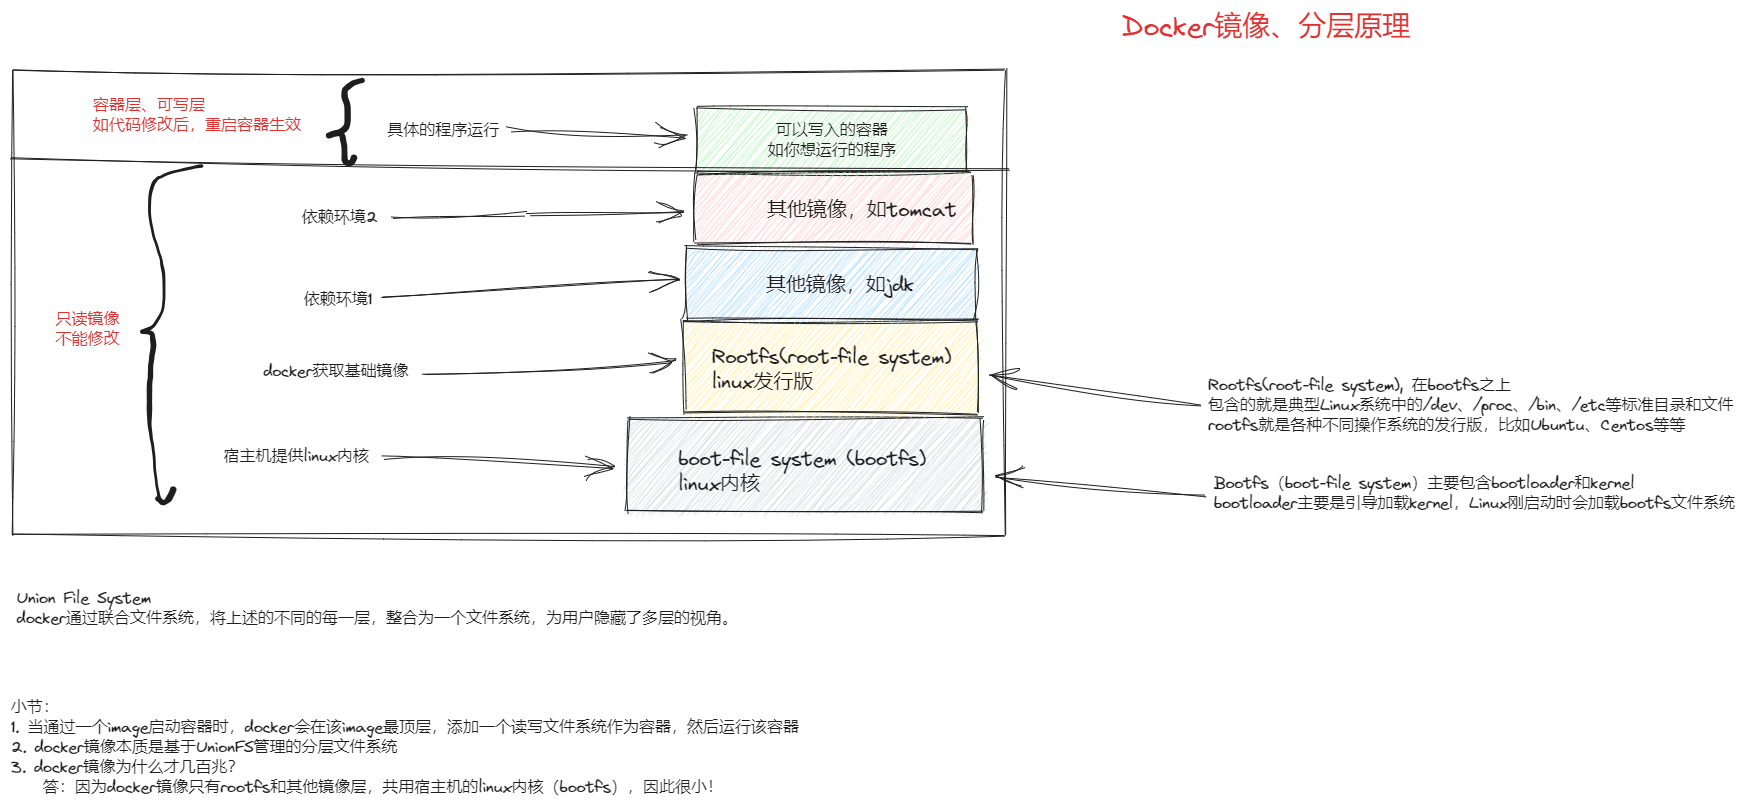 Docker镜像、分层原理
容器层、可写层
如代码修改后，重启容器生效
具体的程序运行
可以写入的容器
如你想运行的程序
依赖环境2
其他镜像，如tomcat
依赖环境1
其他镜像，如jdk
只读镜像
不能修改
docker获取基础镜像
Rootfs(root-file system)
linux发行版
Rootfs(root-file system), 在bootfs之上
包含的就是典型Linux系统中的/dev、/proc、/bin、/etc等标准目录和文件
rootfs就是各种不同操作系统的发行版，比如Ubuntu、Centos等等
宿主机提供linux内核
boot-file system (bootfs)
linux内核
Bootfs（boot-file system）主要包含bootloader和kernel
bootloader主要是引导加载kernel，Linux刚启动时会加载bootfs文件系统
Union File System
docker通过联合文件系统，将上述的不同的每一层，整合为一个文件系统，为用户隐藏了多层的视角。
小节：
1. 当通过一个image启动容器时，docker会在该image最顶层，添加一个读写文件系统作为容器，然后运行该容器
2. docker镜像本质是基于UnionFS管理的分层文件系统
3. docker镜像为什么才几百兆？
答：因为docker镜像只有rootfs和其他镜像层，共用宿主机的linux内核（bootfs）, 因此很小！